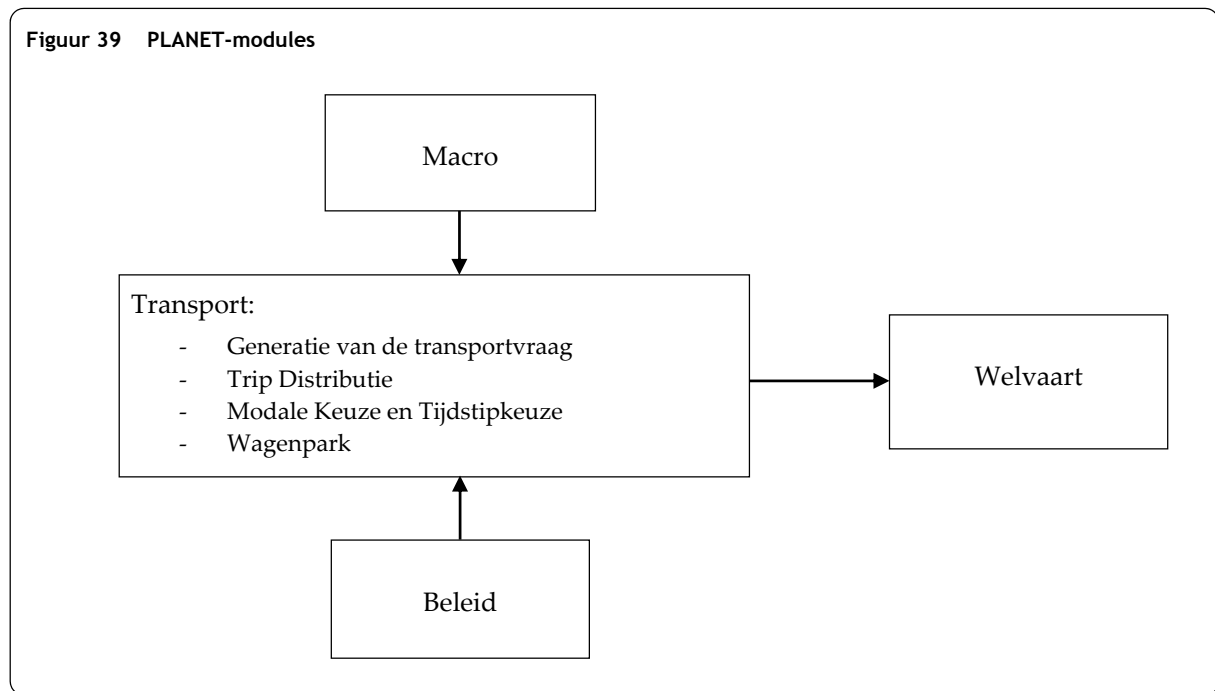 Figuur 39 PLANET-modules
Macro
Transport:
- Generatie van de transportvraag
- Trip Distributie
- Modale Keuze en Tijdstipkeuze
- Wagenpark
Welvaart
Beleid